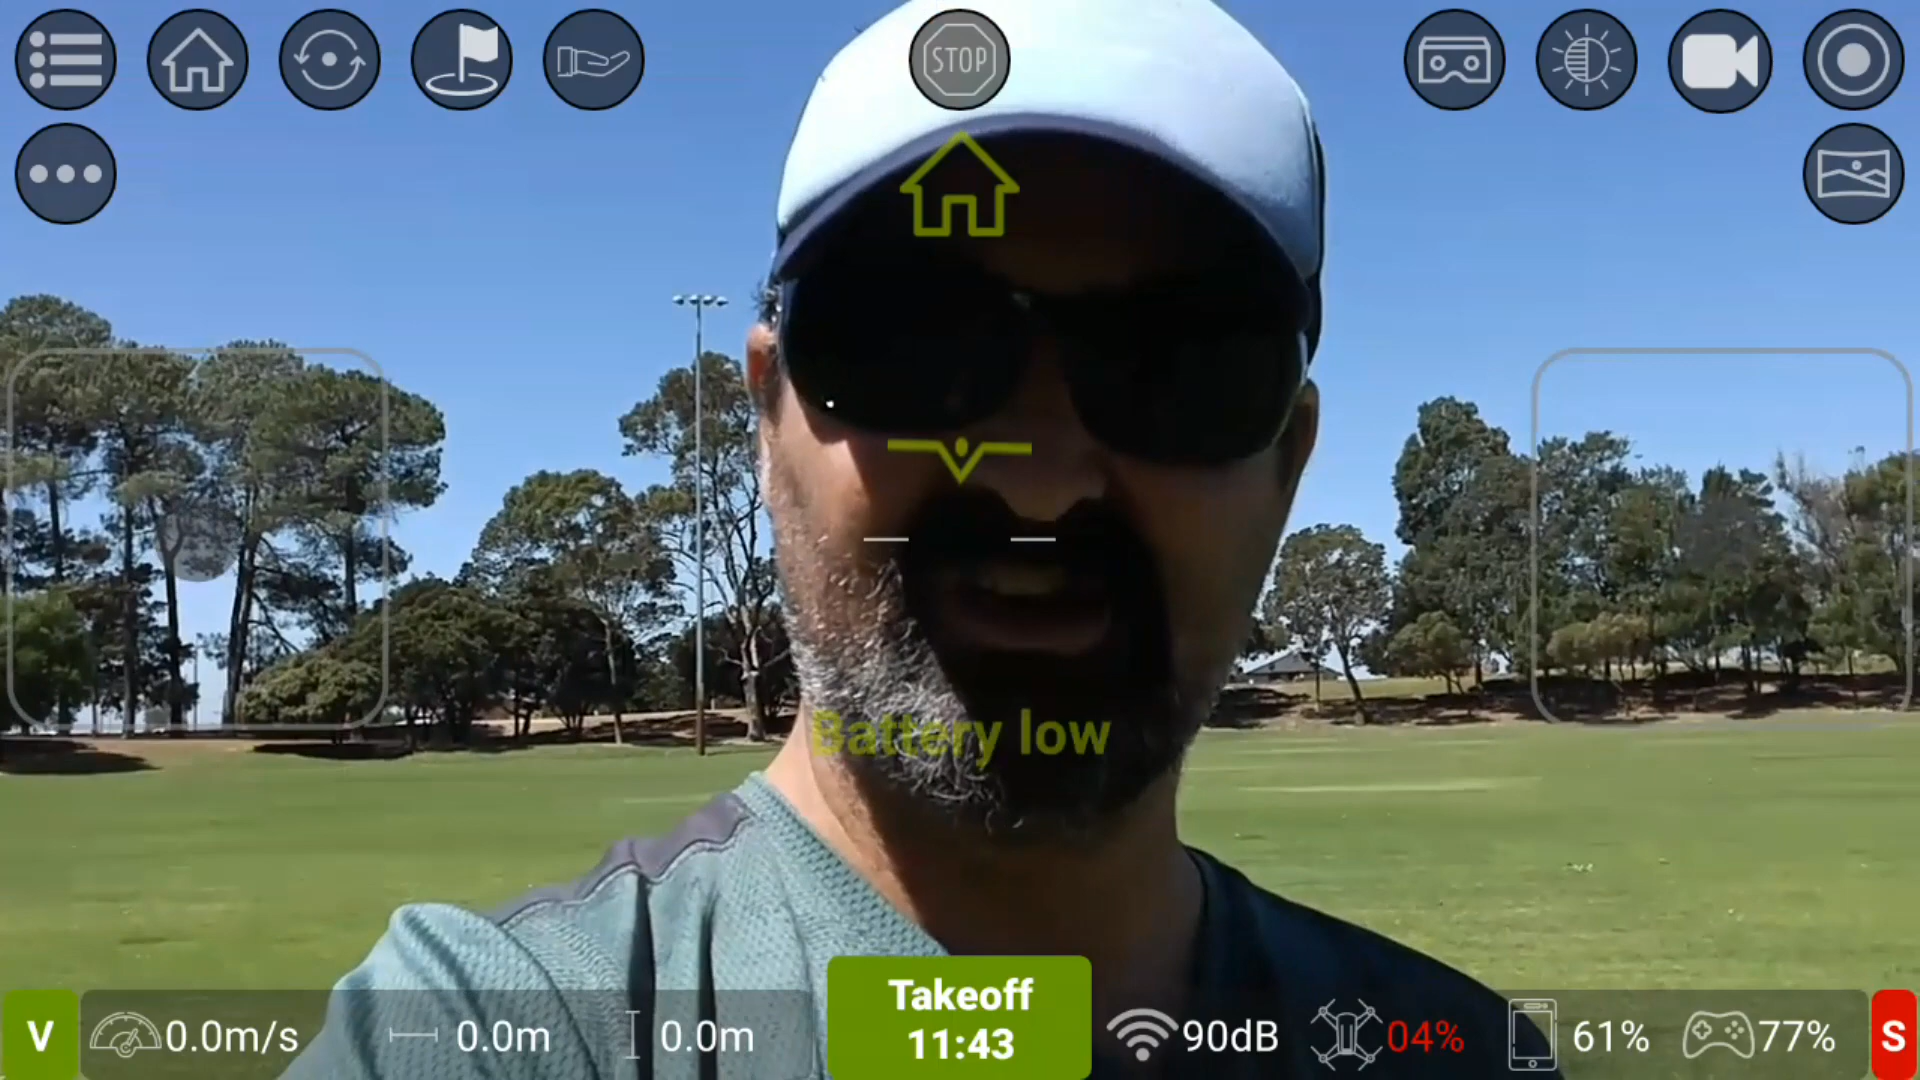 STOP
Battery low
V
0.0m/s
0.0m
0.0m
Takeoff
11:43
90dB
04%
61%
77%
S